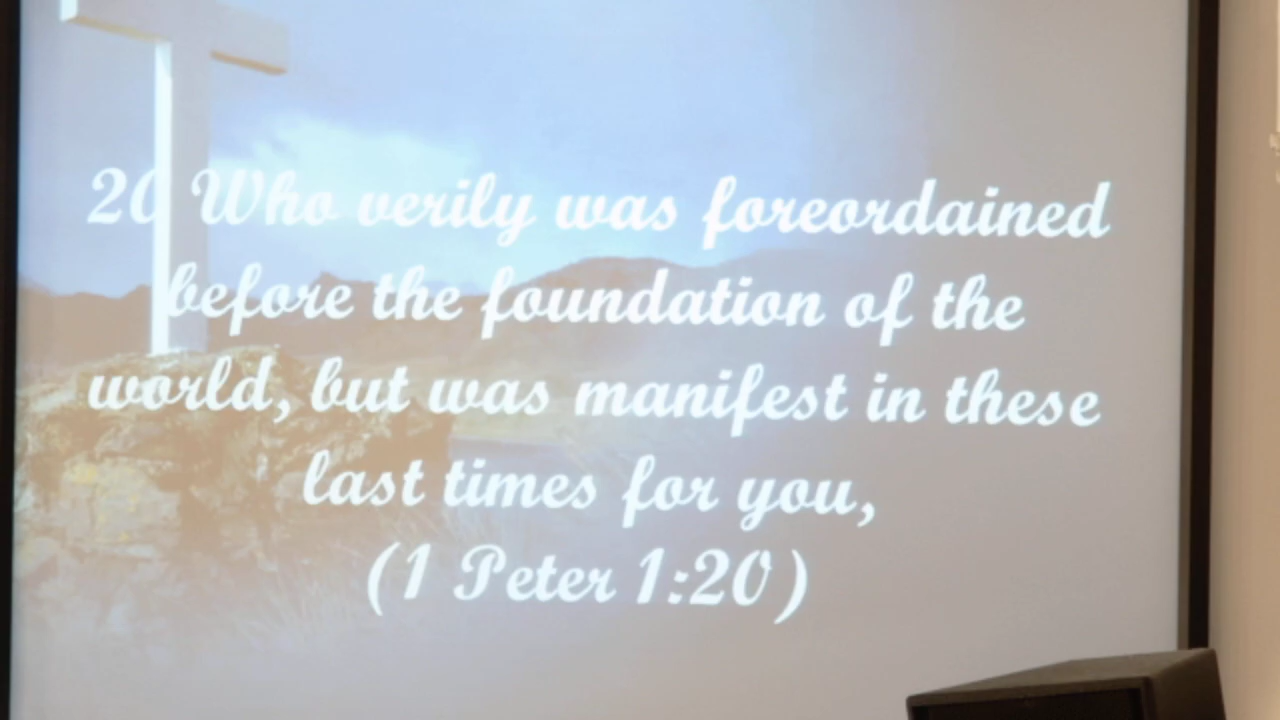 20 Who verily was foreordained
before the foundation of the
world, but was manifest in these
last times for you,
(1 Peter 1:20)